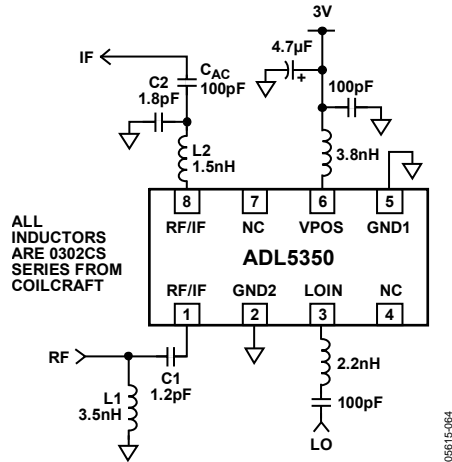 3V
IF
4.7µF
+
CAC
100pF
100pF
C2
1.8pF
L2
1.5nH
3.8nH
8 7 6 5
RF/IF NC VPOS GND1
ADL5350
ALL
INDUCTORS
ARE 0302CS
SERIES FROM
COILCRAFT
RF/IF GND2 LOIN NC
1 2 3 4
RF
C1
1.2pF
L1
3.5nH
2.2nH
100pF
LO
05615-064